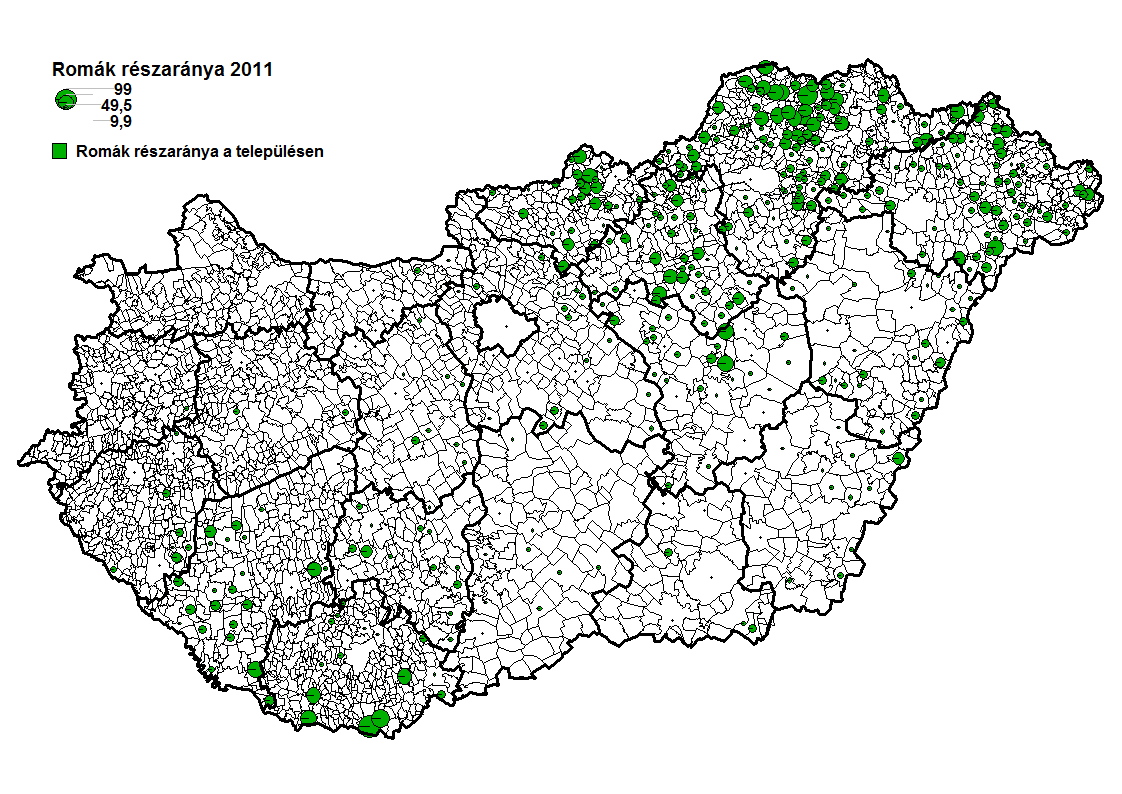 Romák részaránya 2011
99
49,5
9,9
Romák részaránya a településen